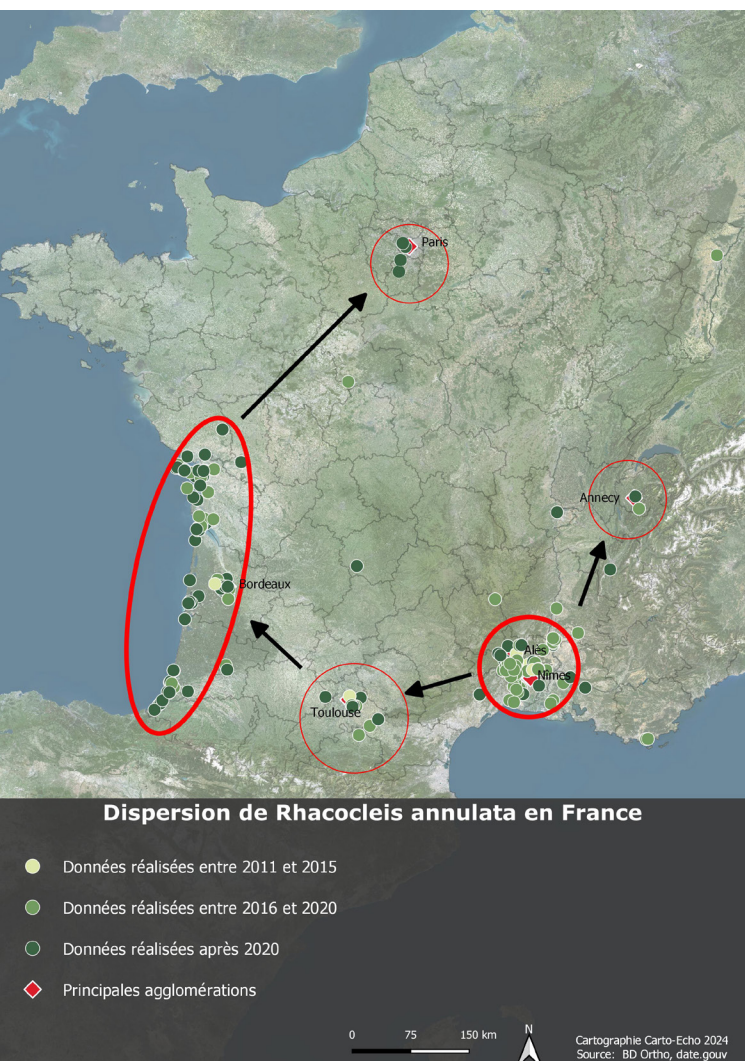 Paris
Annecy
Bordeaux
Alès
Nîmes
Toulouse
Dispersion de Rhacocleis annulata en France
Données réalisées entre 2011 et 2015
Données réalisées entre 2016 et 2020
Données réalisées après 2020
Principales agglomérations
0 75 150 km
N
Cartographie Carto-Echo 2024
Source: BD Ortho, date.gouv